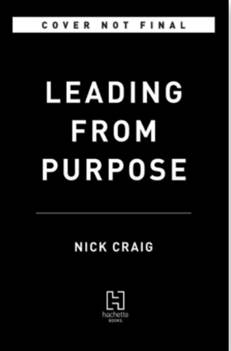 COVER NOT FINAL
LEADING
FROM
PURPOSE
NICK CRAIG
hachette
BOOKS